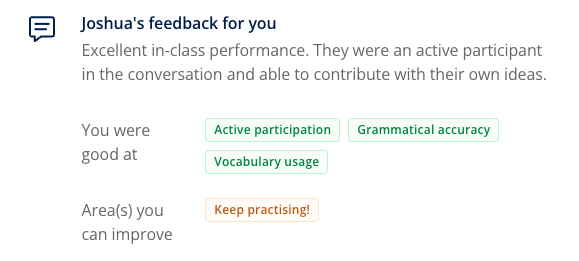 Joshua's feedback for you
Excellent in-class performance. They were an active participant
in the conversation and able to contribute with their own ideas.
You were
good at
Active participation
Grammatical accuracy
Vocabulary usage
Area(s) you
can improve
Keep practising!